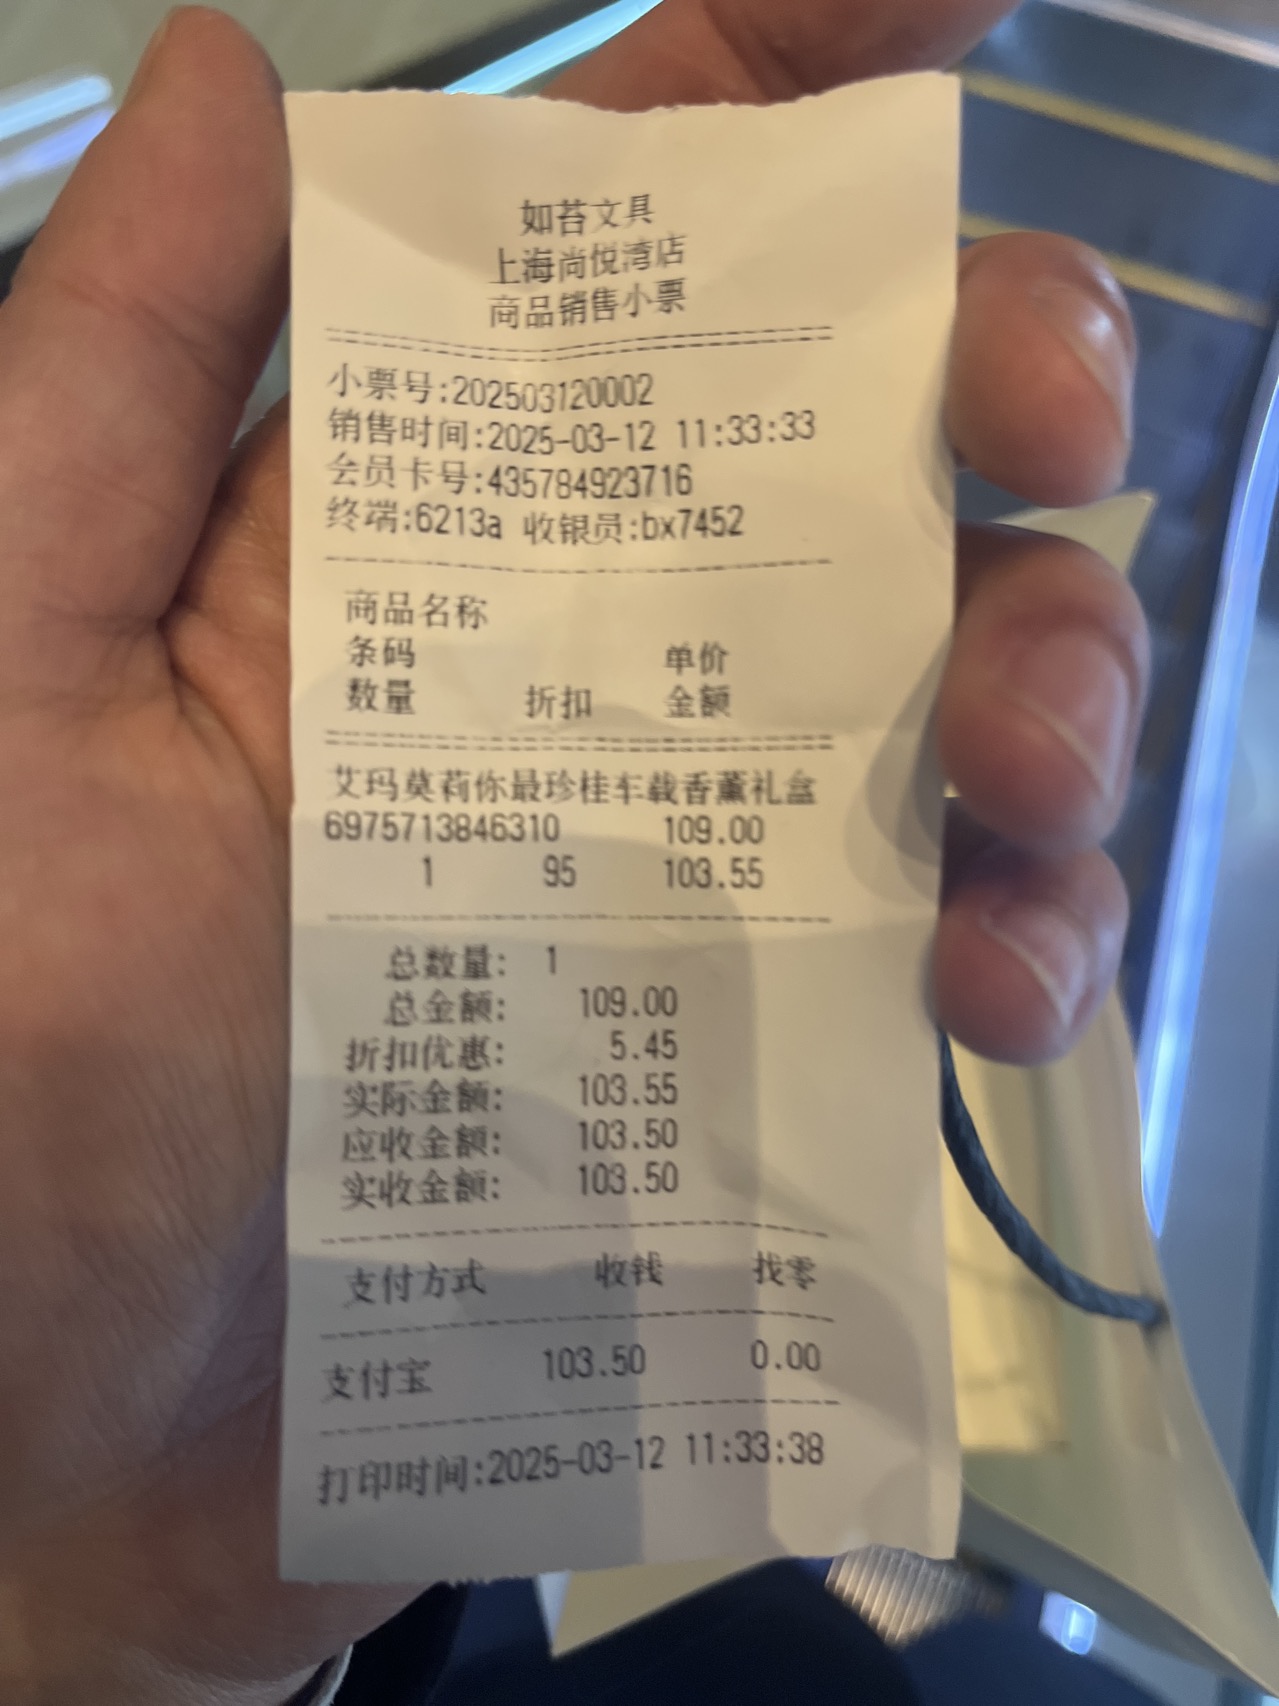 如苔文具
上海尚悦湾店
商品销售小票
小票号:202503120002
销售时间:2025-03-12 11:33:33
会员卡号:435784923716
终端:6213a 收银员:bx7452
商品名称
条码 单价
数量 折扣 金额
艾玛莫莉你最珍桂车载香薰礼盒
6975713846310 109.00
1 95 103.55
总数量: 1
总金额: 109.00
折扣优惠: 5.45
实际金额: 103.55
应收金额: 103.50
实收金额: 103.50
支付方式 收钱 找零
支付宝 103.50 0.00
打印时间:2025-03-12 11:33:38